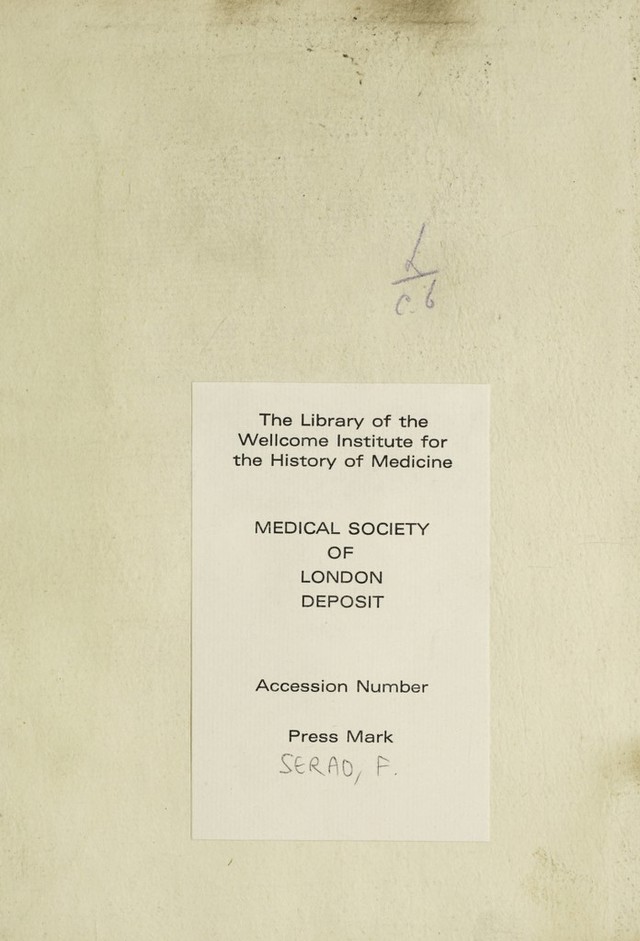 L
c.6
The Library of the
Wellcome Institute for
the History of Medicine
MEDICAL SOCIETY
OF
LONDON
DEPOSIT
Accession Number
Press Mark
SERAO, F.